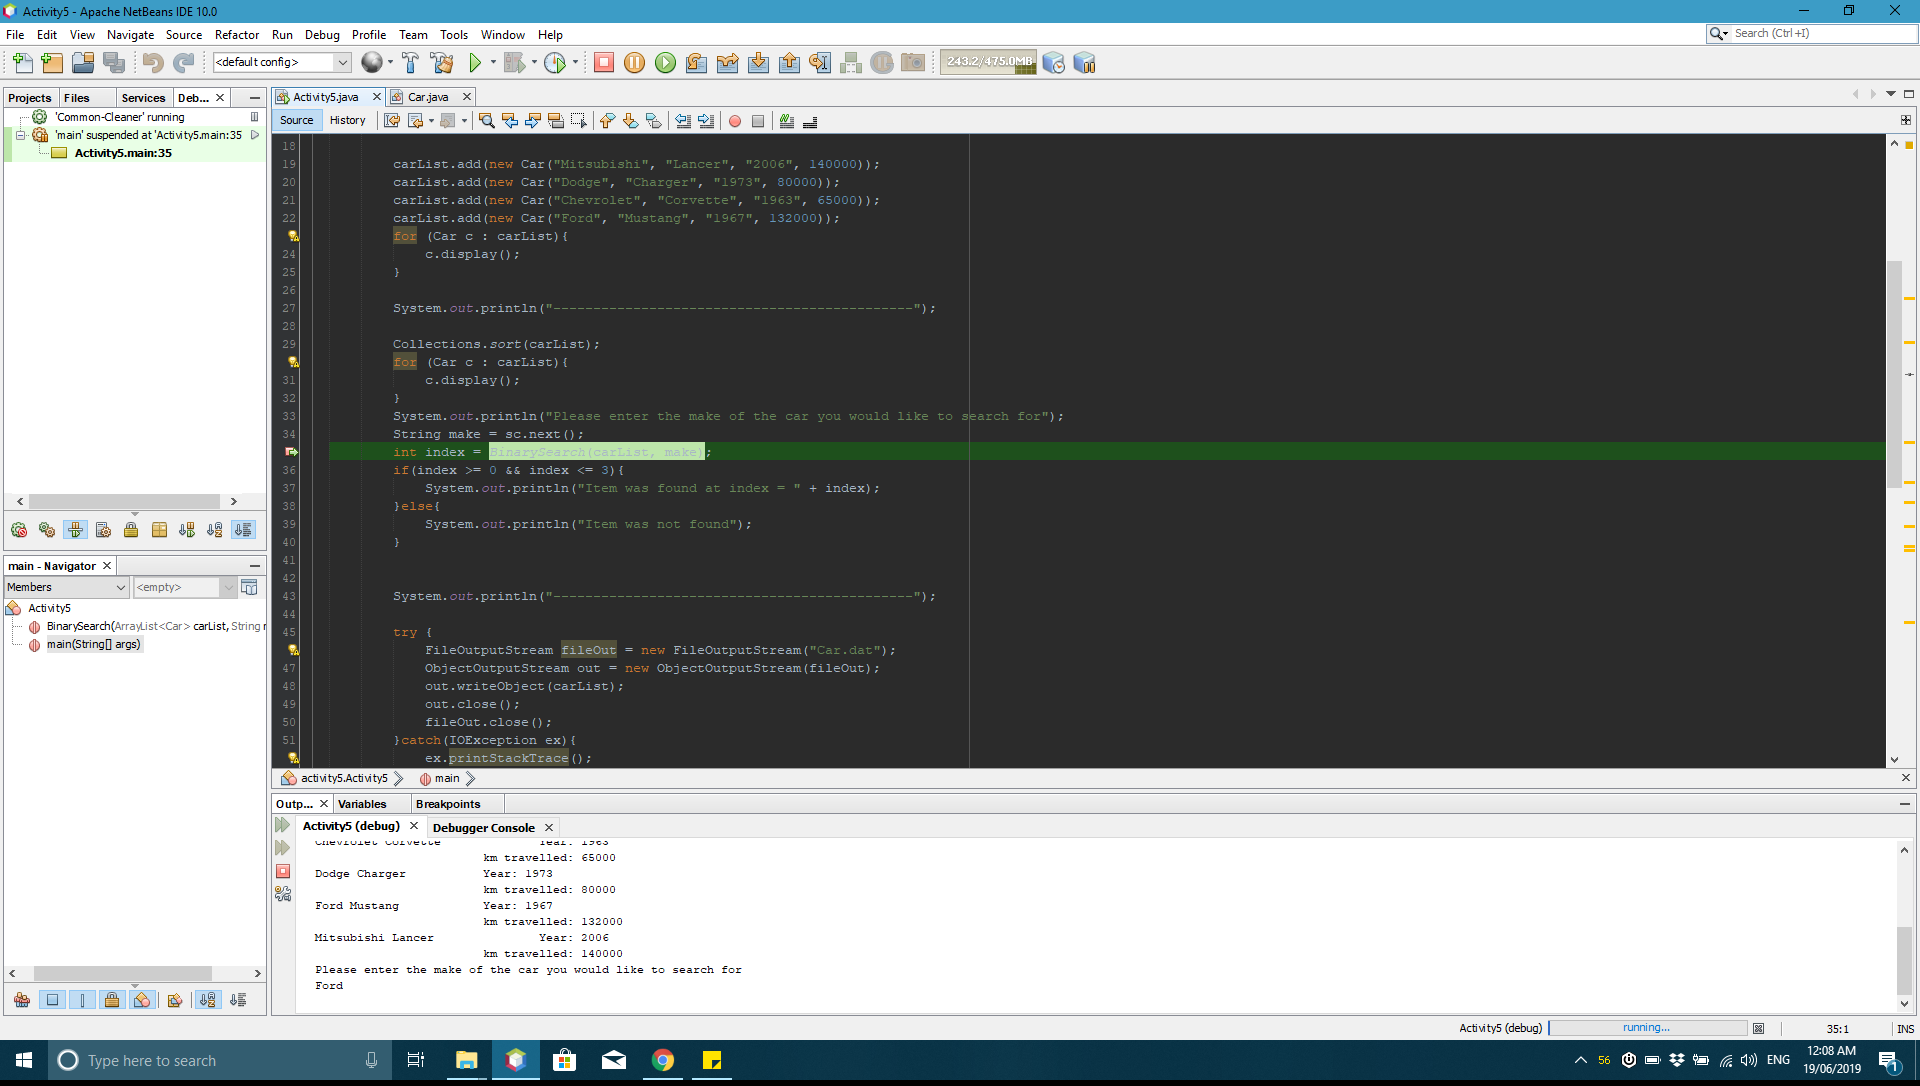 Activity5 - Apache NetBeans IDE 10.0
File Edit View Navigate Source Refactor Run Debug Profile Team Tools Window Help
Search (Ctrl+I)
<default config>
243.2/475.0MB
Projects Files Services Deb...
'Common-Cleaner' running
'main' suspended at 'Activity5.main:35
Activity5.main:35
main - Navigator
Members <empty>
Activity5
BinarySearch(ArrayList<Car> carList, String
main(String[] args)
Activity5.java Car.java
Source History
18
19 carList.add(new Car("Mitsubishi", "Lancer", "2006", 140000));
20 carList.add(new Car("Dodge", "Charger", "1973", 80000));
21 carList.add(new Car("Chevrolet", "Corvette", "1963", 65000));
22 carList.add(new Car("Ford", "Mustang", "1967", 132000));
for (Car c : carList){
24 c.display();
25 }
26
27 System.out.println("---------------------------------------------");
28
29 Collections.sort(carList);
for (Car c : carList){
31 c.display();
32 }
33 System.out.println("Please enter the make of the car you would like to search for");
34 String make = sc.next();
int index = BinarySearch(carList, make);
36 if(index >= 0 && index <= 3){
37 System.out.println("Item was found at index = " + index);
38 }else{
39 System.out.println("Item was not found");
40 }
41
42
43 System.out.println("---------------------------------------------");
44
45 try {
FileOutputStream fileOut = new FileOutputStream("Car.dat");
47 ObjectOutputStream out = new ObjectOutputStream(fileOut);
48 out.writeObject(carList);
49 out.close();
50 fileOut.close();
51 }catch(IOException ex){
ex.printStackTrace();
activity5.Activity5 main
Outp... Variables Breakpoints
Activity5 (debug) Debugger Console
Chevrolet Corvette Year: 1963
km travelled: 65000
Dodge Charger Year: 1973
km travelled: 80000
Ford Mustang Year: 1967
km travelled: 132000
Mitsubishi Lancer Year: 2006
km travelled: 140000
Please enter the make of the car you would like to search for
Ford
Activity5 (debug) running... 35:1 INS
Type here to search
56 ENG 12:08 AM
19/06/2019
1